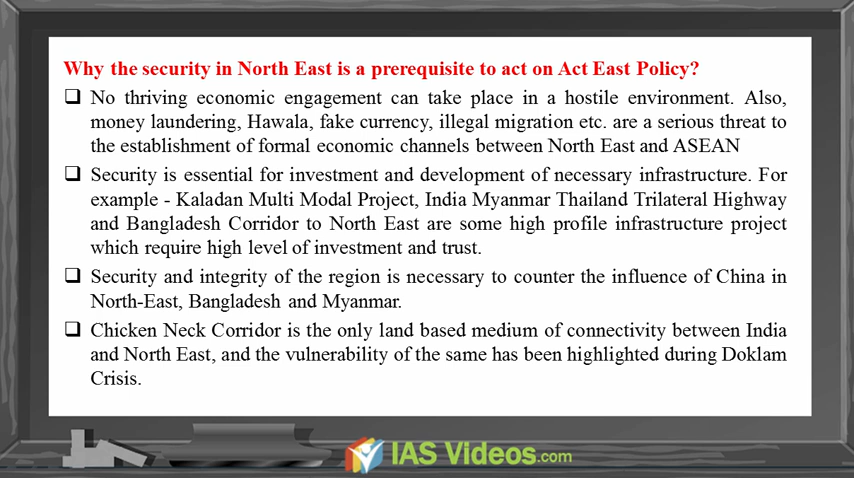 Why the security in North East is a prerequisite to act on Act East Policy?
No thriving economic engagement can take place in a hostile environment. Also,
money laundering, Hawala, fake currency, illegal migration etc. are a serious threat to
the establishment of formal economic channels between North East and ASEAN
Security is essential for investment and development of necessary infrastructure. For
example - Kaladan Multi Modal Project, India Myanmar Thailand Trilateral Highway
and Bangladesh Corridor to North East are some high profile infrastructure project
which require high level of investment and trust.
Security and integrity of the region is necessary to counter the influence of China in
North-East, Bangladesh and Myanmar.
Chicken Neck Corridor is the only land based medium of connectivity between India
and North East, and the vulnerability of the same has been highlighted during Doklam
Crisis.
IAS Videos.com